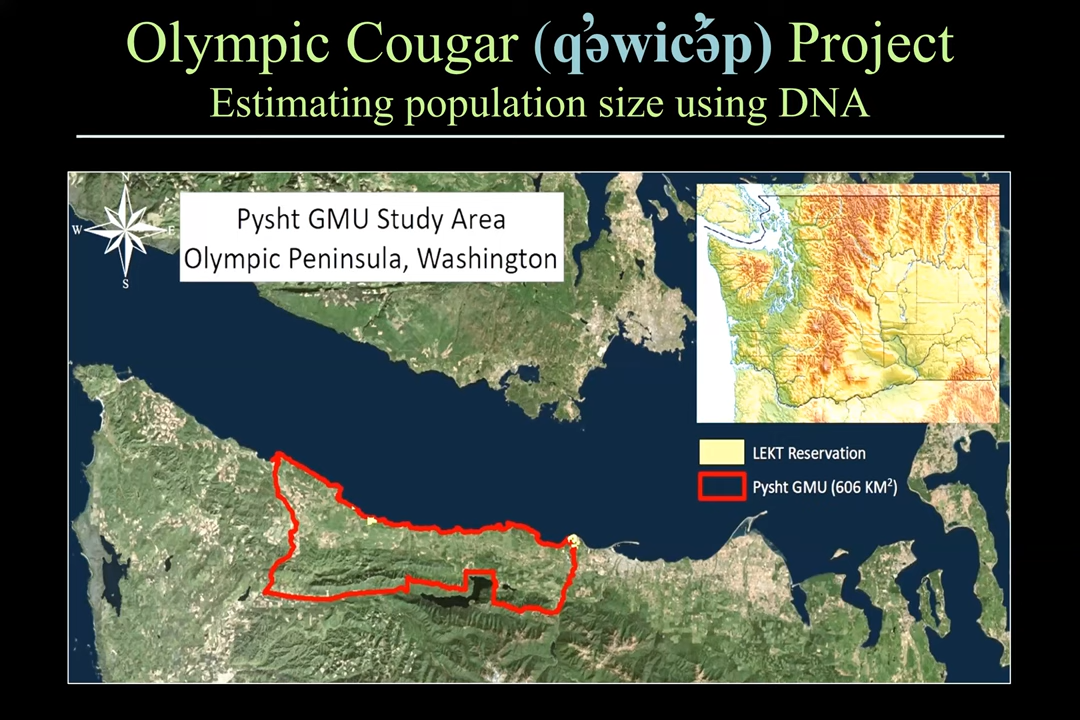 Olympic Cougar (q̓əwicə̓́p) Project
Estimating population size using DNA
N
W
E
S
Pysht GMU Study Area
Olympic Peninsula, Washington
LEKT Reservation
Pysht GMU (606 KM²)